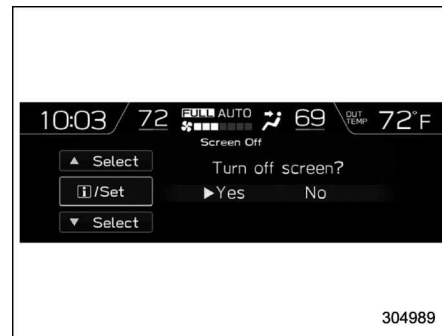 10:03 72 FULL AUTO 69 OUT TEMP 72°F
Screen Off
▲ Select
Turn off screen?
i/Set
▶Yes No
▼ Select
304989